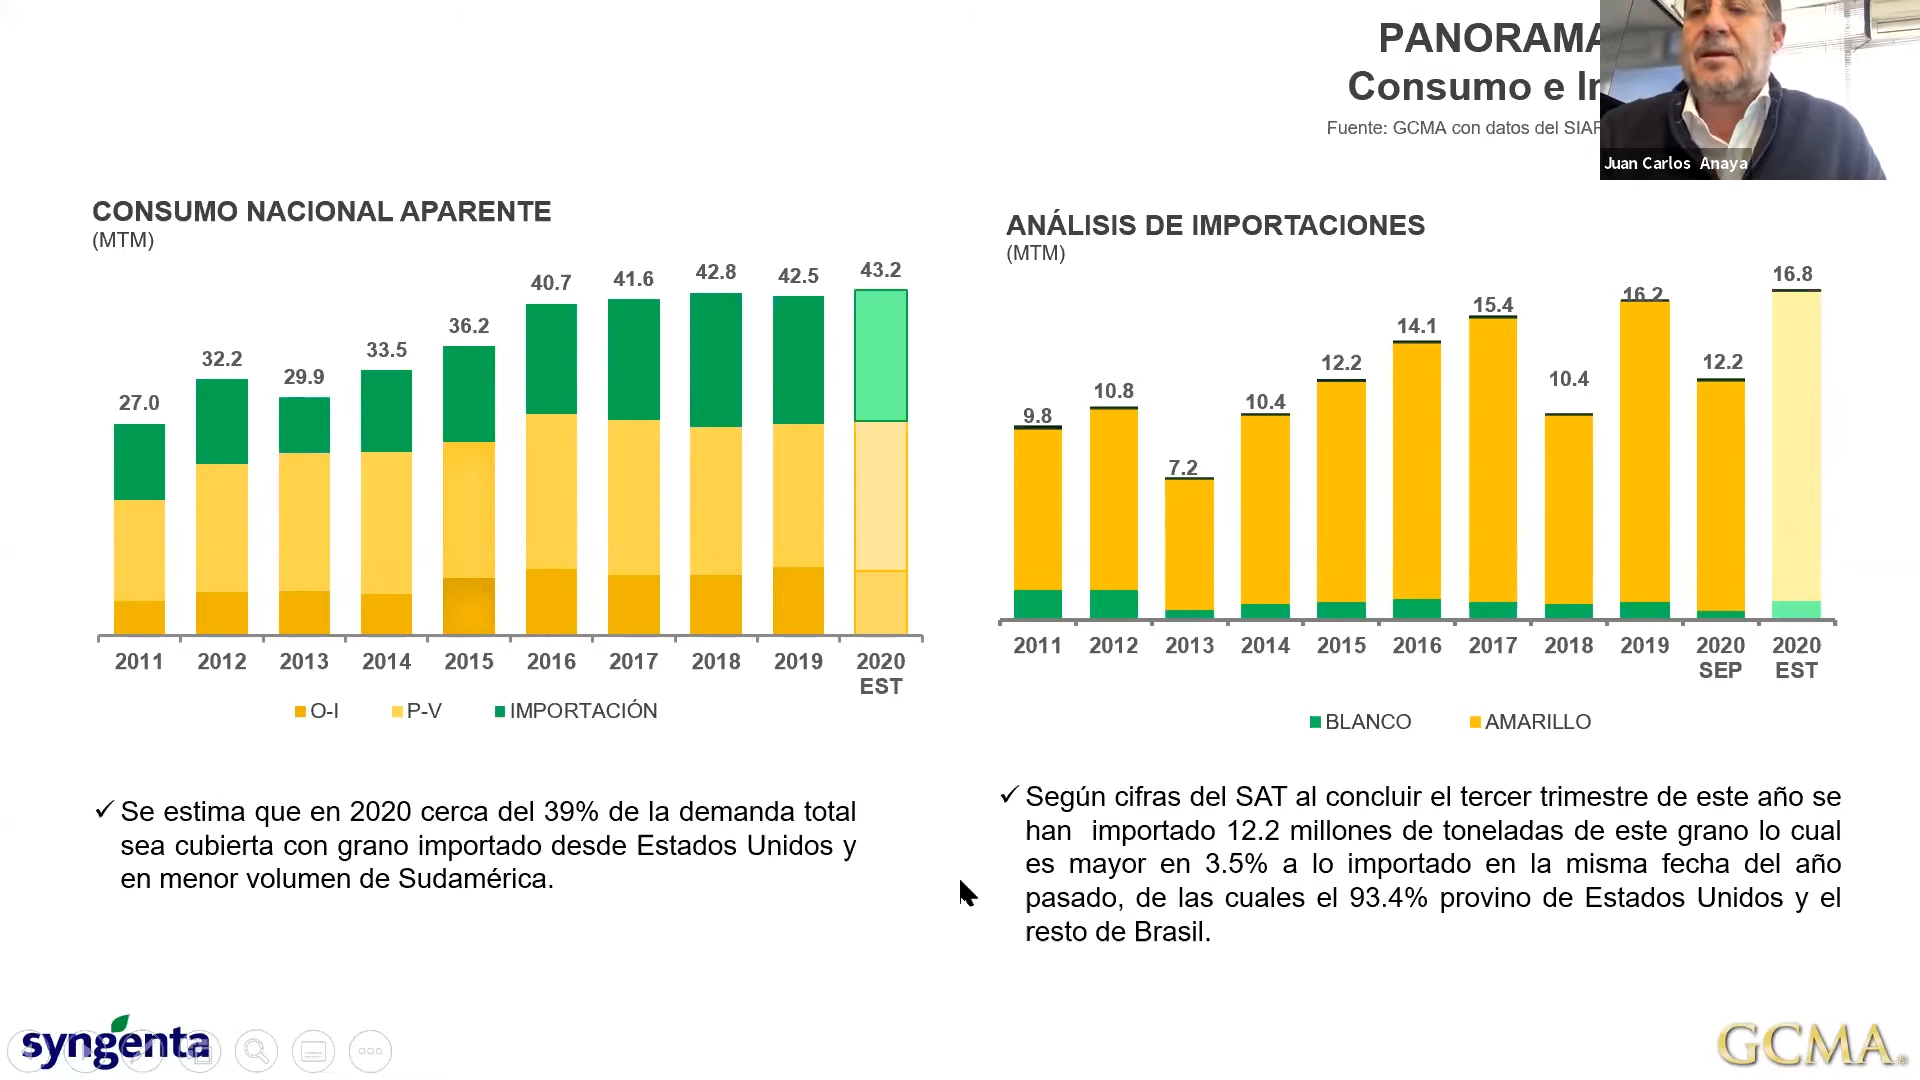 PANORAMA
Consumo e I
Fuente: GCMA con datos del SIAP
Juan Carlos Anaya
CONSUMO NACIONAL APARENTE
(MTM)
27.0
32.2
29.9
33.5
36.2
40.7
41.6
42.8
42.5
43.2
2011
2012
2013
2014
2015
2016
2017
2018
2019
2020
EST
O-I
P-V
IMPORTACIÓN
Se estima que en 2020 cerca del 39% de la demanda total
sea cubierta con grano importado desde Estados Unidos y
en menor volumen de Sudamérica.
ANÁLISIS DE IMPORTACIONES
(MTM)
9.8
10.8
7.2
10.4
12.2
14.1
15.4
10.4
16.2
12.2
16.8
2011
2012
2013
2014
2015
2016
2017
2018
2019
2020
SEP
2020
EST
BLANCO
AMARILLO
Según cifras del SAT al concluir el tercer trimestre de este año se
han importado 12.2 millones de toneladas de este grano lo cual
es mayor en 3.5% a lo importado en la misma fecha del año
pasado, de las cuales el 93.4% provino de Estados Unidos y el
resto de Brasil.
syngenta
GCMA